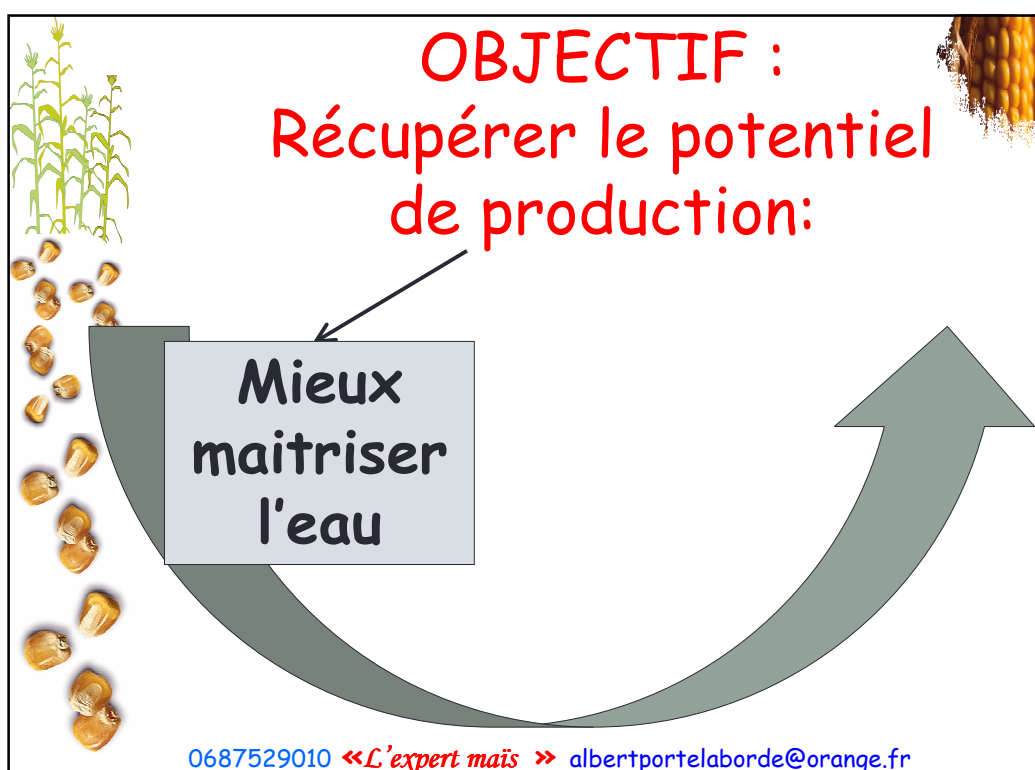 OBJECTIF :
Récupérer le potentiel
de production:
Mieux
maitriser
l'eau
0687529010 «L'expert maïs » albertportelaborde@orange.fr